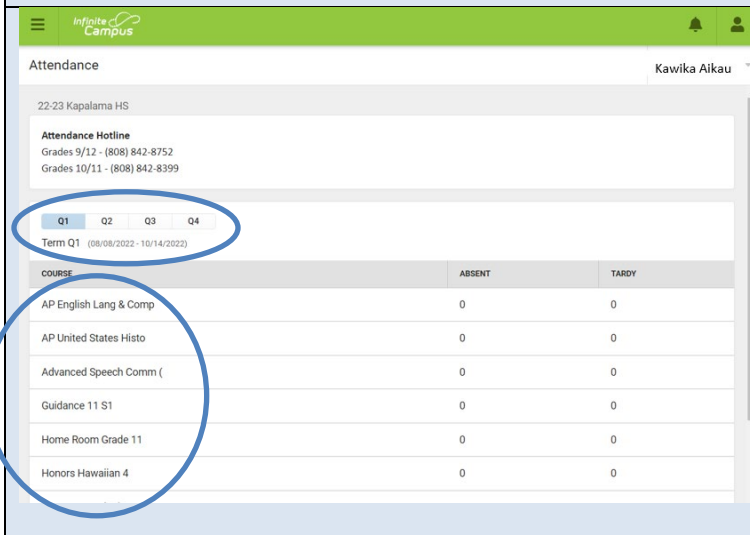 Infinite
Campus
Attendance
Kawika Aikau
22-23 Kapalama HS
Attendance Hotline
Grades 9/12 - (808) 842-8752
Grades 10/11 - (808) 842-8399
Q1 Q2 Q3 Q4
Term Q1 (08/08/2022 - 10/14/2022)
COURSE ABSENT TARDY
AP English Lang & Comp 0 0
AP United States Histo 0 0
Advanced Speech Comm ( 0 0
Guidance 11 S1 0 0
Home Room Grade 11 0 0
Honors Hawaiian 4 0 0